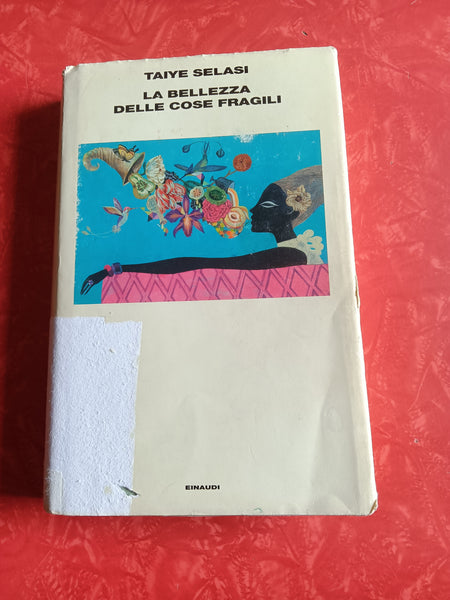 TAIYE SELASI
LA BELLEZZA
DELLE COSE FRAGILI
EINAUDI